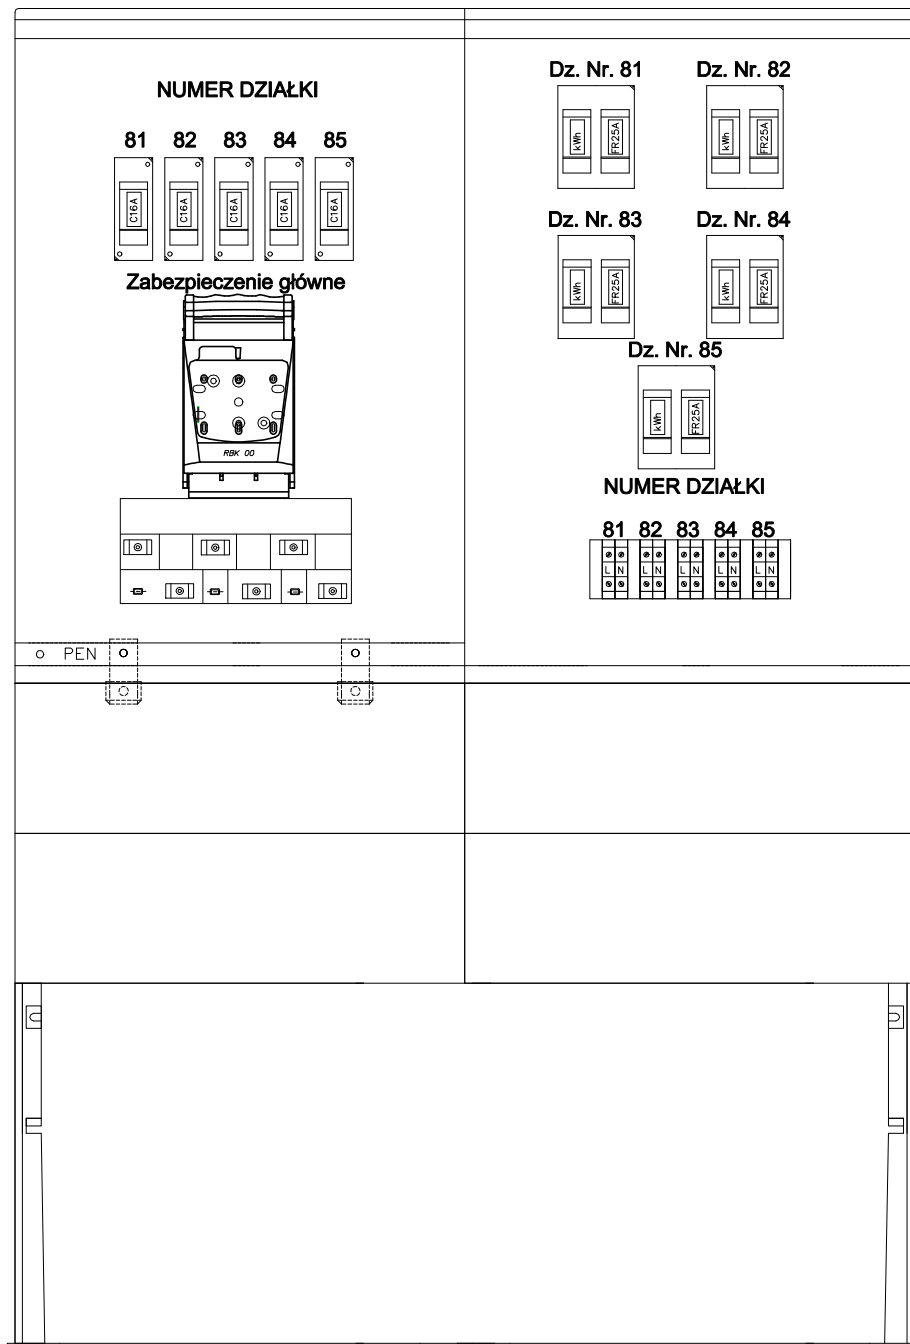 NUMER DZIAŁKI
81 82 83 84 85
C16A C16A C16A C16A C16A
Zabezpieczenie główne
RBK 00
PEN
Dz. Nr. 81 Dz. Nr. 82
kWh FR25A kWh FR25A
Dz. Nr. 83 Dz. Nr. 84
kWh FR25A kWh FR25A
Dz. Nr. 85
kWh FR25A
NUMER DZIAŁKI
81 82 83 84 85
L N L N L N L N L N